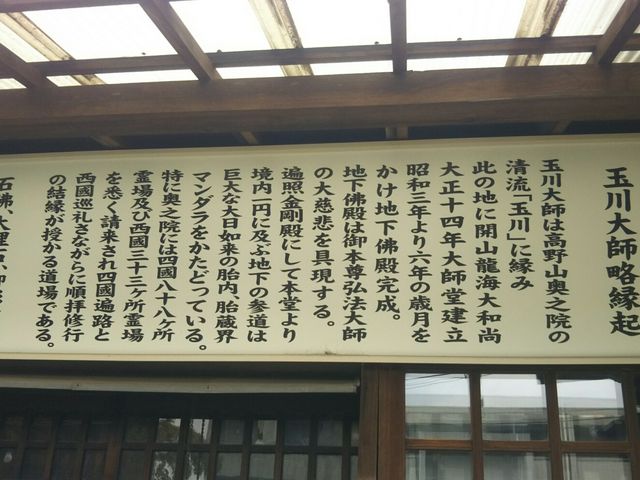 玉川大師略縁起
玉川大師は高野山奥之院の
清流「玉川」に縁み
此の地に開山龍海大和尚
大正十四年大師堂建立
昭和三年より六年の歳月を
かけ地下佛殿完成。
地下佛殿は御本尊弘法大師
の大慈悲を具現する。
遍照金剛殿にして本堂より
境内一円に及ぶ地下の参道は
巨大な大日如来の胎内、胎蔵界
マンダラをかたどっている。
特に奥之院には四國八十八ヶ所
霊場及び西國三十三ヶ所霊場
を悉く請来され四國遍路と
西國巡礼さながらに順拝修行
の結縁が授かる道場である。
石佛、大理石、御